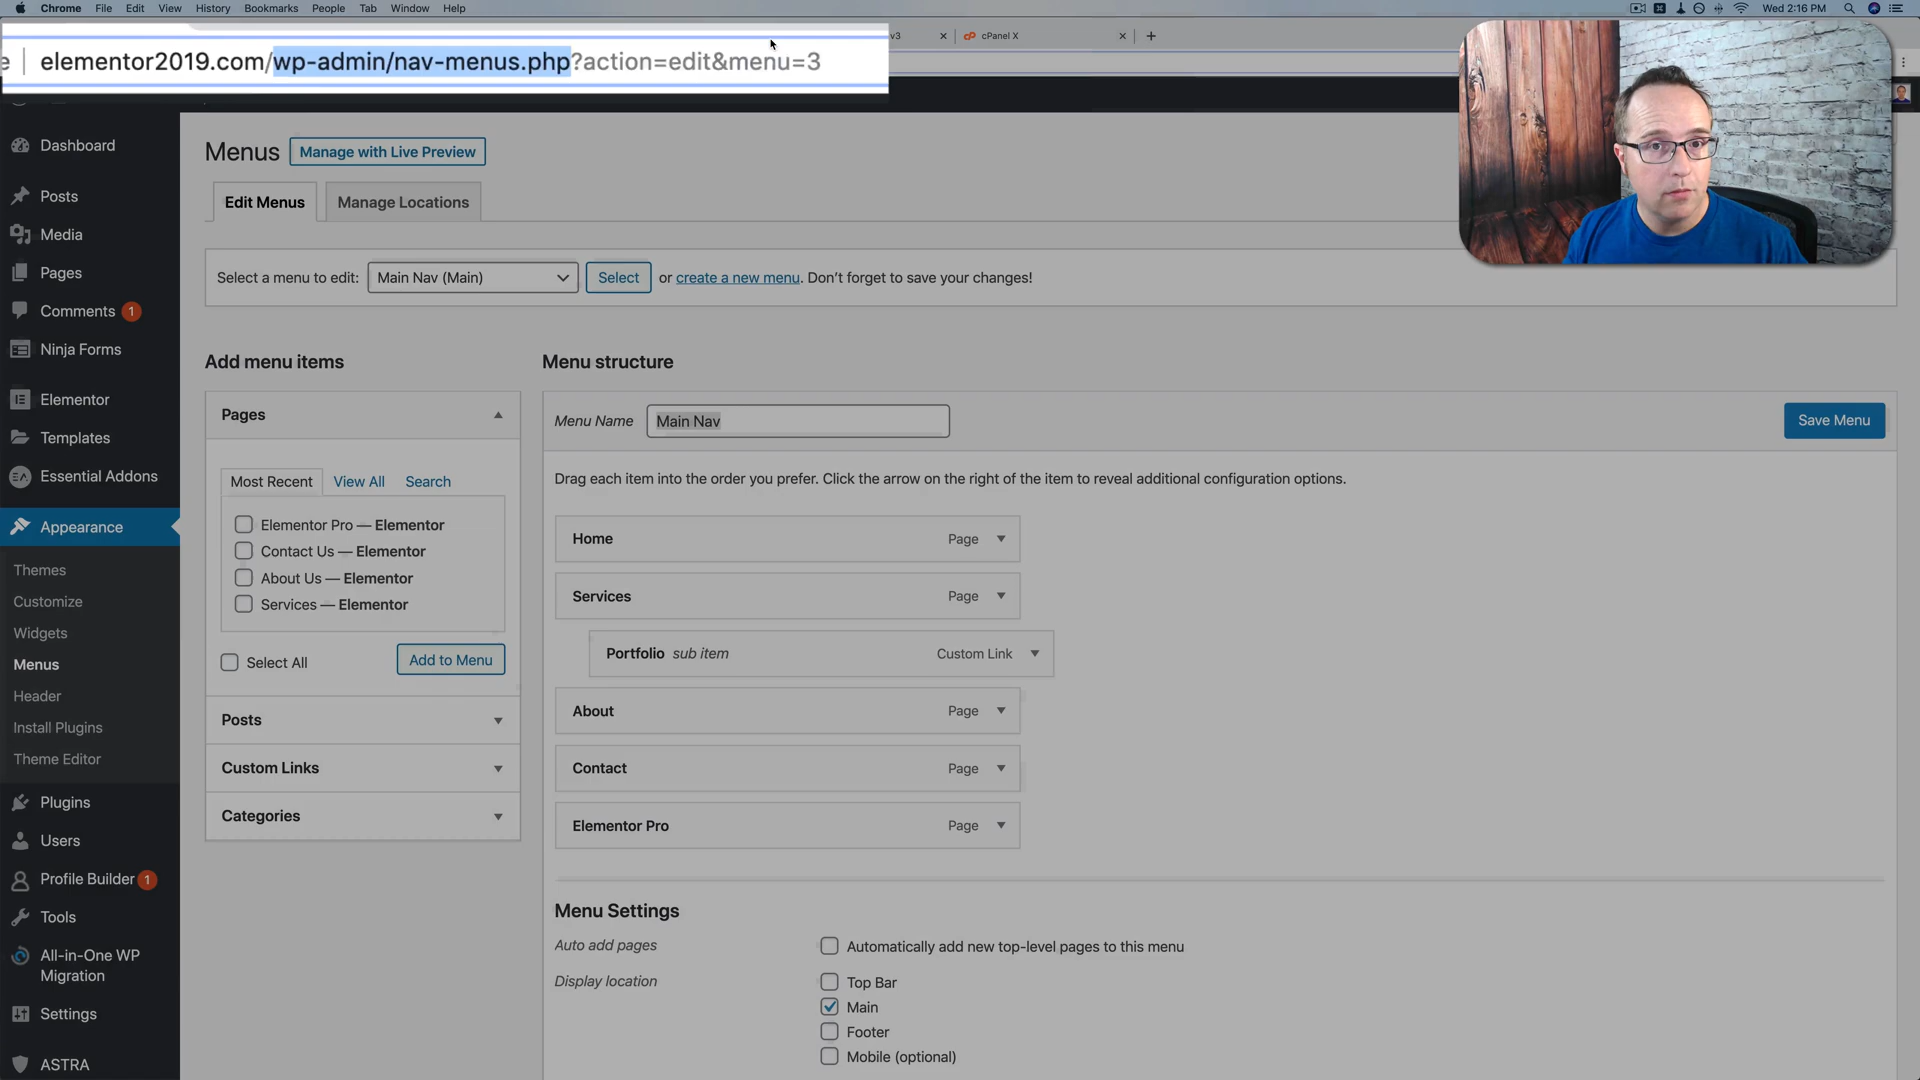 Chrome File Edit View History Bookmarks People Tab Window Help
Wed 2:16 PM
v3
cPanel X
elementor2019.com/wp-admin/nav-menus.php?action=edit&menu=3
Dashboard
Posts
Media
Pages
Comments 1
Ninja Forms
Elementor
Templates
Essential Addons
Appearance
Themes
Customize
Widgets
Menus
Header
Install Plugins
Theme Editor
Plugins
Users
Profile Builder 1
Tools
All-in-One WP
Migration
Settings
ASTRA
Menus
Manage with Live Preview
Edit Menus
Manage Locations
Select a menu to edit: Main Nav (Main) Select or create a new menu. Don’t forget to save your changes!
Add menu items
Pages
Most Recent View All Search
Elementor Pro — Elementor
Contact Us — Elementor
About Us — Elementor
Services — Elementor
Select All
Add to Menu
Posts
Custom Links
Categories
Menu structure
Menu Name Main Nav
Save Menu
Drag each item into the order you prefer. Click the arrow on the right of the item to reveal additional configuration options.
Home Page
Services Page
Portfolio sub item Custom Link
About Page
Contact Page
Elementor Pro Page
Menu Settings
Auto add pages
Automatically add new top-level pages to this menu
Display location
Top Bar
Main
Footer
Mobile (optional)